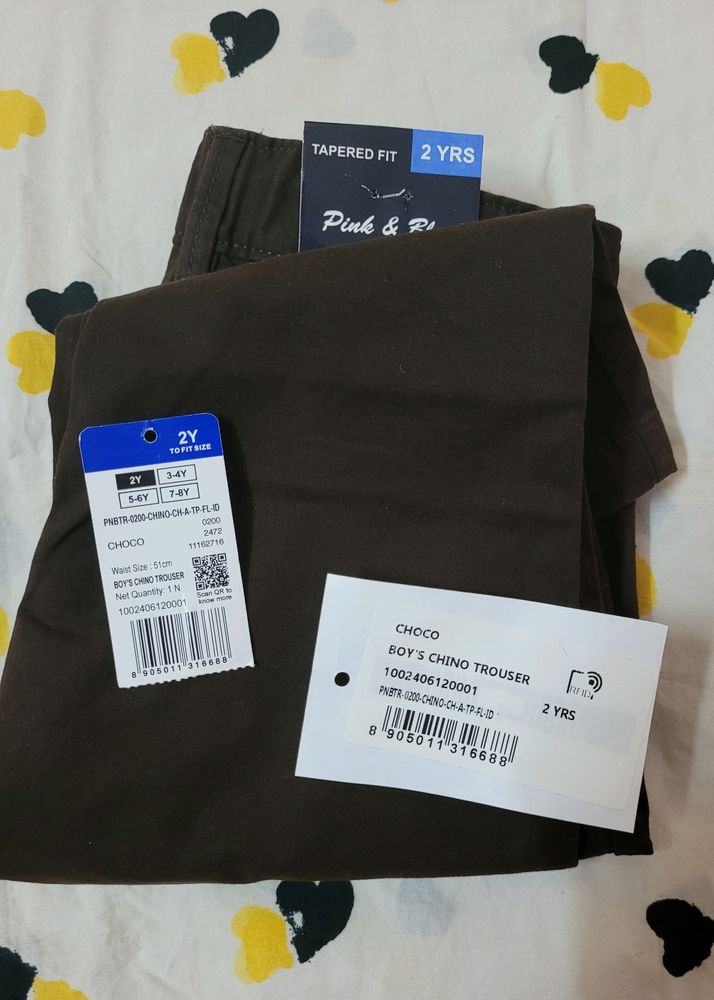 TAPERED FIT
2 YRS
Pink &
2Y
TO FIT SIZE
2Y
3-4Y
5-6Y
7-8Y
PNBTR-0200-CHINO-CH-A-TP-FL-ID
0200
2472
CHOCO
11162716
Waist Size : 51cm
BOY'S CHINO TROUSER
Net Quantity: 1 N
1002406120001
Scan QR to
know more
8 905011 316688
CHOCO
BOY'S CHINO TROUSER
1002406120001
PNBTR-0200-CHINO-CH-A-TP-FL-ID
RFID
2 YRS
8 905011 316688